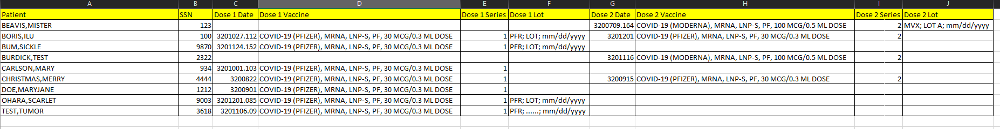 A B C D E F G H I J
Patient SSN Dose 1 Date Dose 1 Vaccine Dose 1 Series Dose 1 Lot Dose 2 Date Dose 2 Vaccine Dose 2 Series Dose 2 Lot
BEAVIS,MISTER 123 3200709.164 COVID-19 (MODERNA), MRNA, LNP-S, PF, 100 MCG/0.5 ML DOSE 2 MVX; LOT A; mm/dd/yyyy
BORIS,ILU 100 3201027.112 COVID-19 (PFIZER), MRNA, LNP-S, PF, 30 MCG/0.3 ML DOSE 1 PFR; LOT; mm/dd/yyyy 3201201 COVID-19 (PFIZER), MRNA, LNP-S, PF, 30 MCG/0.3 ML DOSE 2
BUM,SICKLE 9870 3201124.152 COVID-19 (PFIZER), MRNA, LNP-S, PF, 30 MCG/0.3 ML DOSE 1 PFR; LOT; mm/dd/yyyy
BURDICK,TEST 2322 3201116 COVID-19 (MODERNA), MRNA, LNP-S, PF, 100 MCG/0.5 ML DOSE 2
CARLSON,MARY 934 3201001.103 COVID-19 (PFIZER), MRNA, LNP-S, PF, 30 MCG/0.3 ML DOSE 1
CHRISTMAS,MERRY 4444 3200822 COVID-19 (PFIZER), MRNA, LNP-S, PF, 30 MCG/0.3 ML DOSE 1 3200915 COVID-19 (PFIZER), MRNA, LNP-S, PF, 30 MCG/0.3 ML DOSE 2
DOE,MARYJANE 1212 3200901 COVID-19 (PFIZER), MRNA, LNP-S, PF, 30 MCG/0.3 ML DOSE 1
OHARA,SCARLET 9003 3201201.085 COVID-19 (PFIZER), MRNA, LNP-S, PF, 30 MCG/0.3 ML DOSE 1 PFR; LOT; mm/dd/yyyy
TEST,TUMOR 3618 3201106.09 COVID-19 (PFIZER), MRNA, LNP-S, PF, 30 MCG/0.3 ML DOSE 1 PFR; ......; mm/dd/yyyy